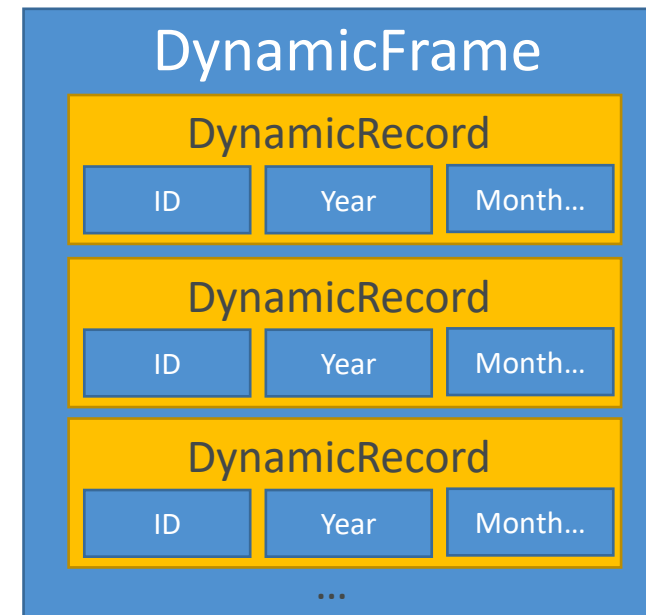 DynamicFrame
DynamicRecord
ID Year Month…
DynamicRecord
ID Year Month…
DynamicRecord
ID Year Month…
…